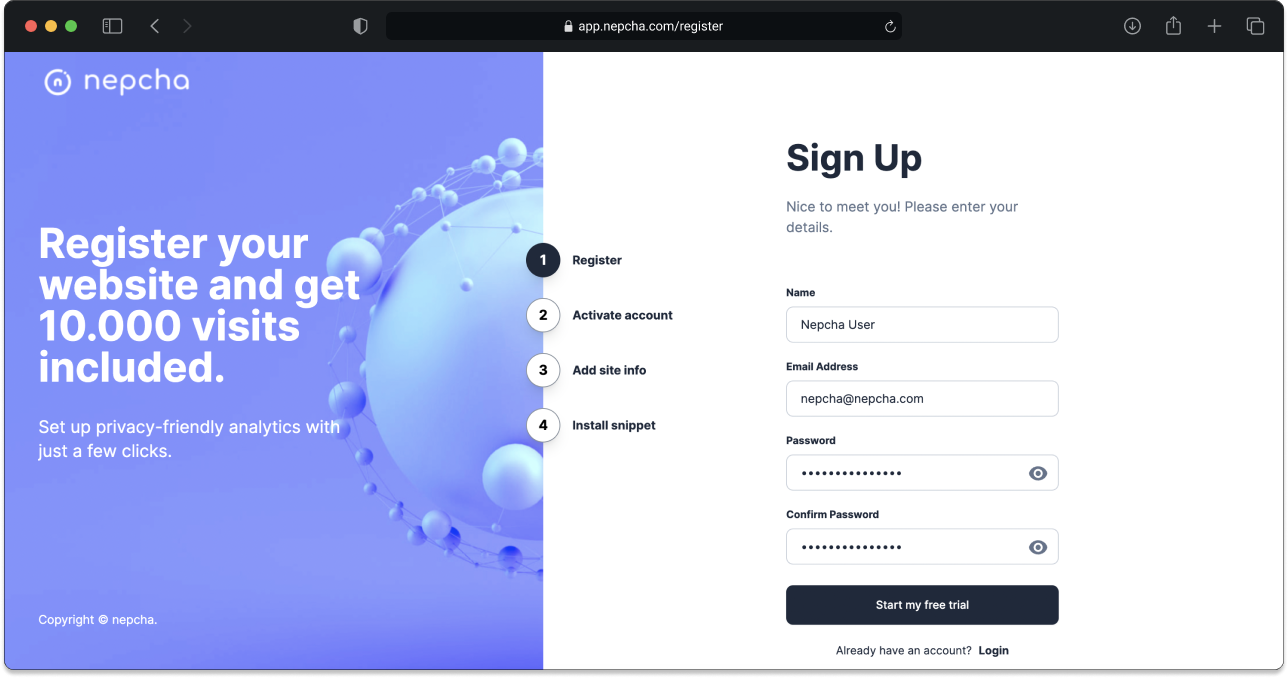 app.nepcha.com/register
nepcha
Register your
website and get
10.000 visits
included.
Set up privacy-friendly analytics with
just a few clicks.
Copyright © nepcha.
1 Register
2 Activate account
3 Add site info
4 Install snippet
Sign Up
Nice to meet you! Please enter your
details.
Name
Nepcha User
Email Address
nepcha@nepcha.com
Password
•••••••••••••••
Confirm Password
•••••••••••••••
Start my free trial
Already have an account? Login